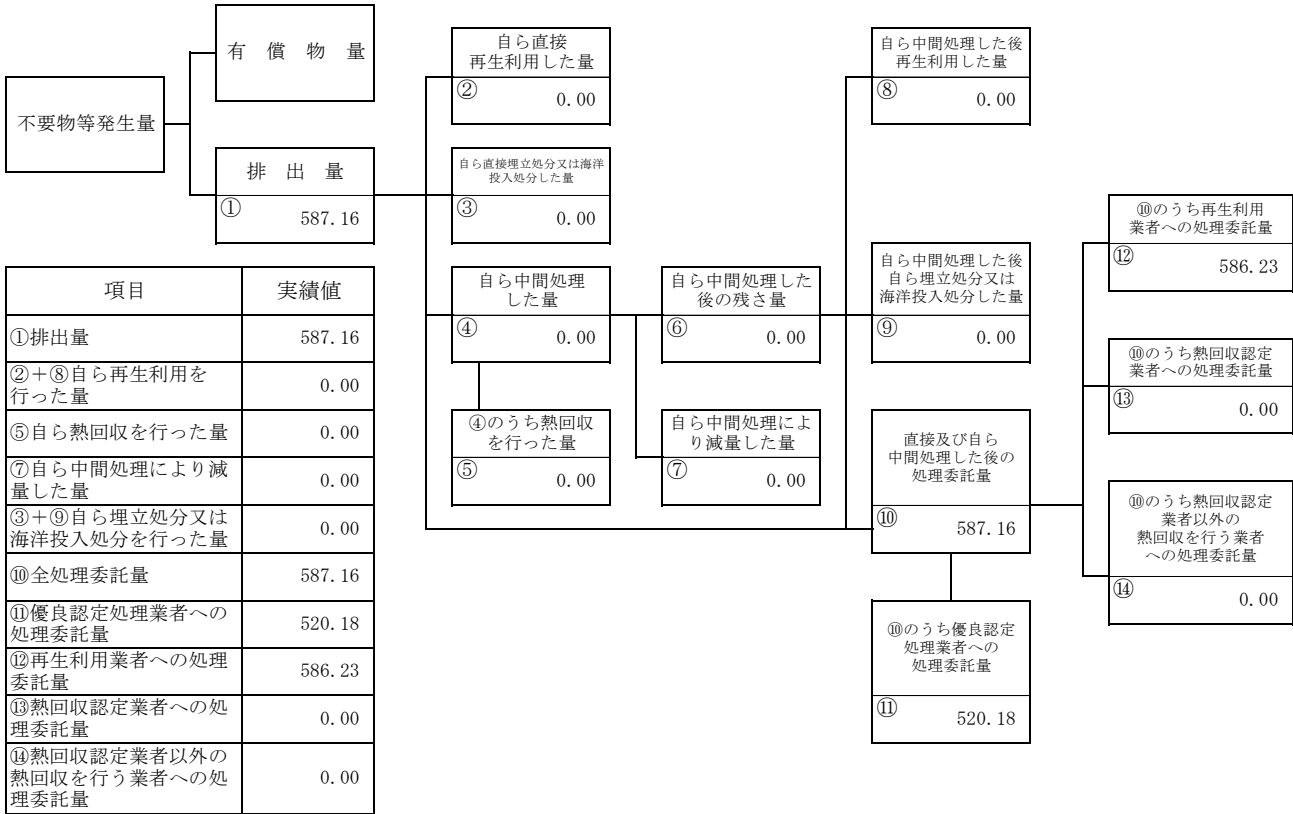 有　償　物　量
不要物等発生量
排　出　量
① 587.16
自ら直接
再生利用した量
② 0.00
自ら直接埋立処分又は海洋
投入処分した量
③ 0.00
自ら中間処理
した量
④ 0.00
④のうち熱回収
を行った量
⑤ 0.00
自ら中間処理した
後の残さ量
⑥ 0.00
自ら中間処理によ
り減量した量
⑦ 0.00
自ら中間処理した後
再生利用した量
⑧ 0.00
自ら中間処理した後
自ら埋立処分又は
海洋投入処分した量
⑨ 0.00
直接及び自ら
中間処理した後の
処理委託量
⑩ 587.16
⑩のうち優良認定
処理業者への
処理委託量
⑪ 520.18
⑩のうち再生利用
業者への処理委託量
⑫ 586.23
⑩のうち熱回収認定
業者への処理委託量
⑬ 0.00
⑩のうち熱回収認定
業者以外の
熱回収を行う業者
への処理委託量
⑭ 0.00
項目 実績値
①排出量 587.16
②＋⑧自ら再生利用を
行った量 0.00
⑤自ら熱回収を行った量 0.00
⑦自ら中間処理により減
量した量 0.00
③＋⑨自ら埋立処分又は
海洋投入処分を行った量 0.00
⑩全処理委託量 587.16
⑪優良認定処理業者への
処理委託量 520.18
⑫再生利用業者への処理
委託量 586.23
⑬熱回収認定業者への処
理委託量 0.00
⑭熱回収認定業者以外の
熱回収を行う業者への処
理委託量 0.00